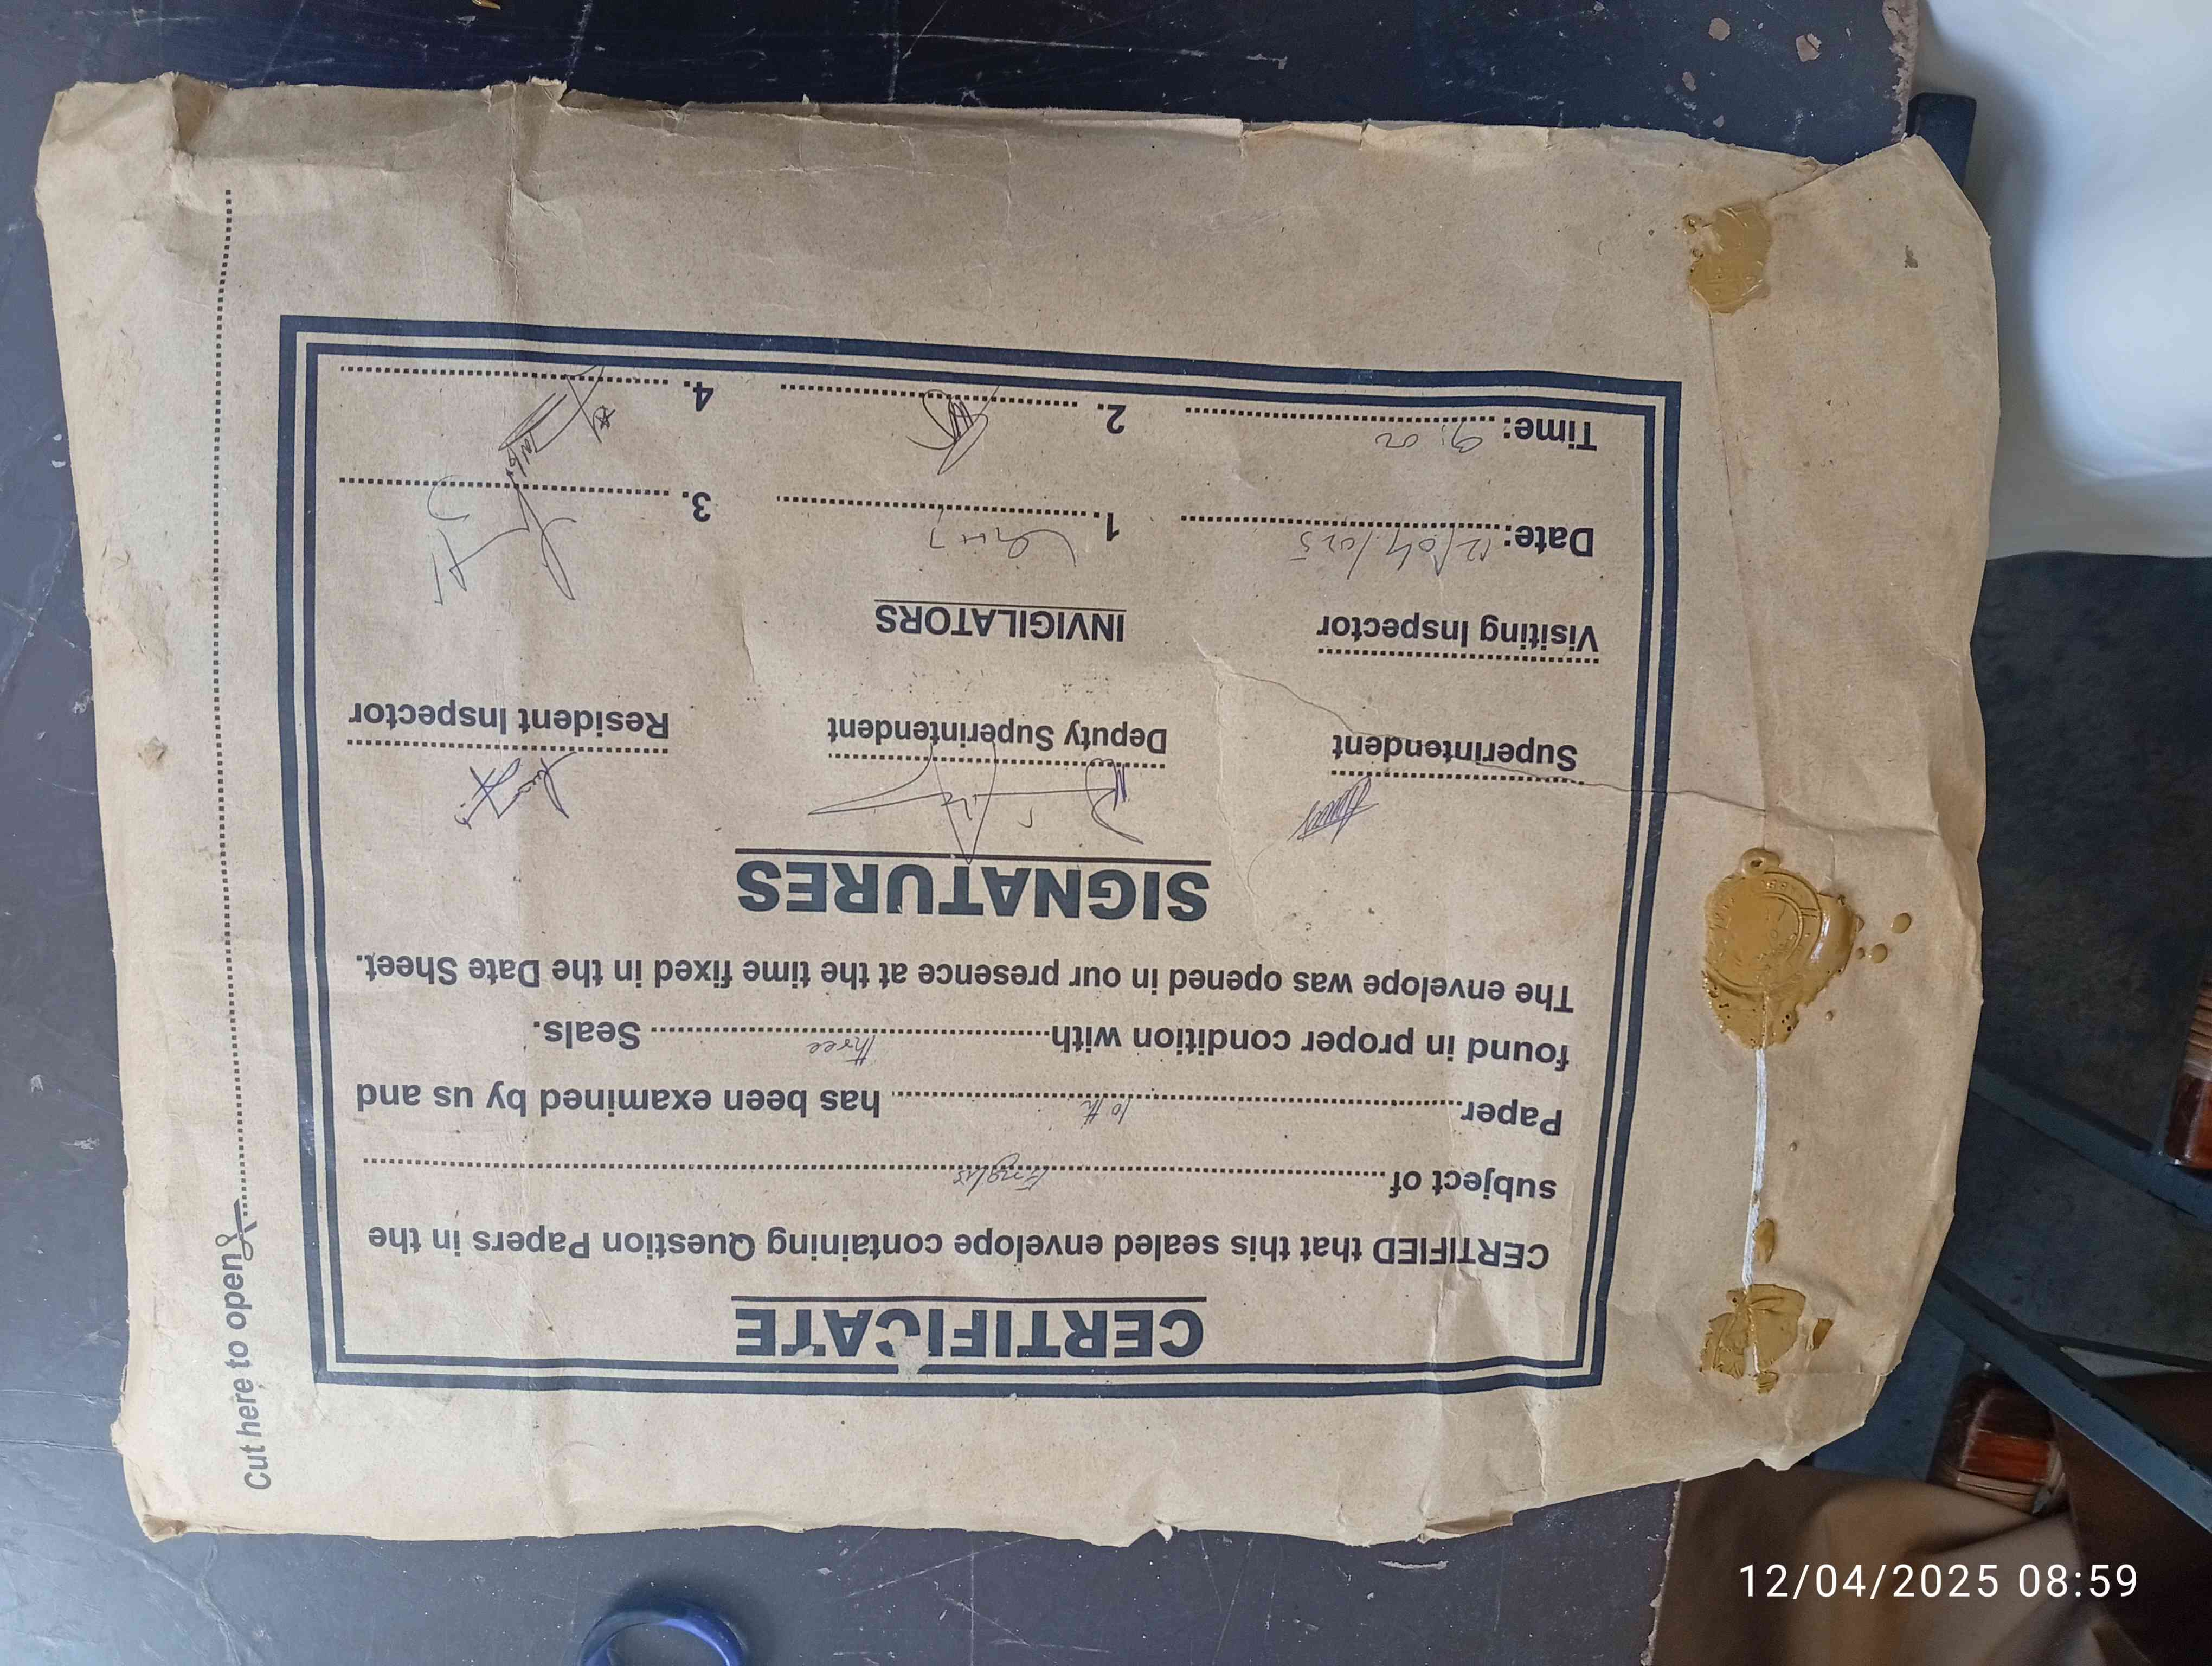 CERTIFICATE
CERTIFIED that this sealed envelope containing Question Papers in the
subject of Englis
Paper 10th has been examined by us and
found in proper condition with three Seals.
The envelope was opened in our presence at the time fixed in the Date Sheet.
SIGNATURES
Superintendent Deputy Superintendent Resident Inspector
Visiting Inspector INVIGILATORS
Date: 12/04/025 1. 3.
Time: 9:02 2. 4.
Cut here to open
12/04/2025 08:59